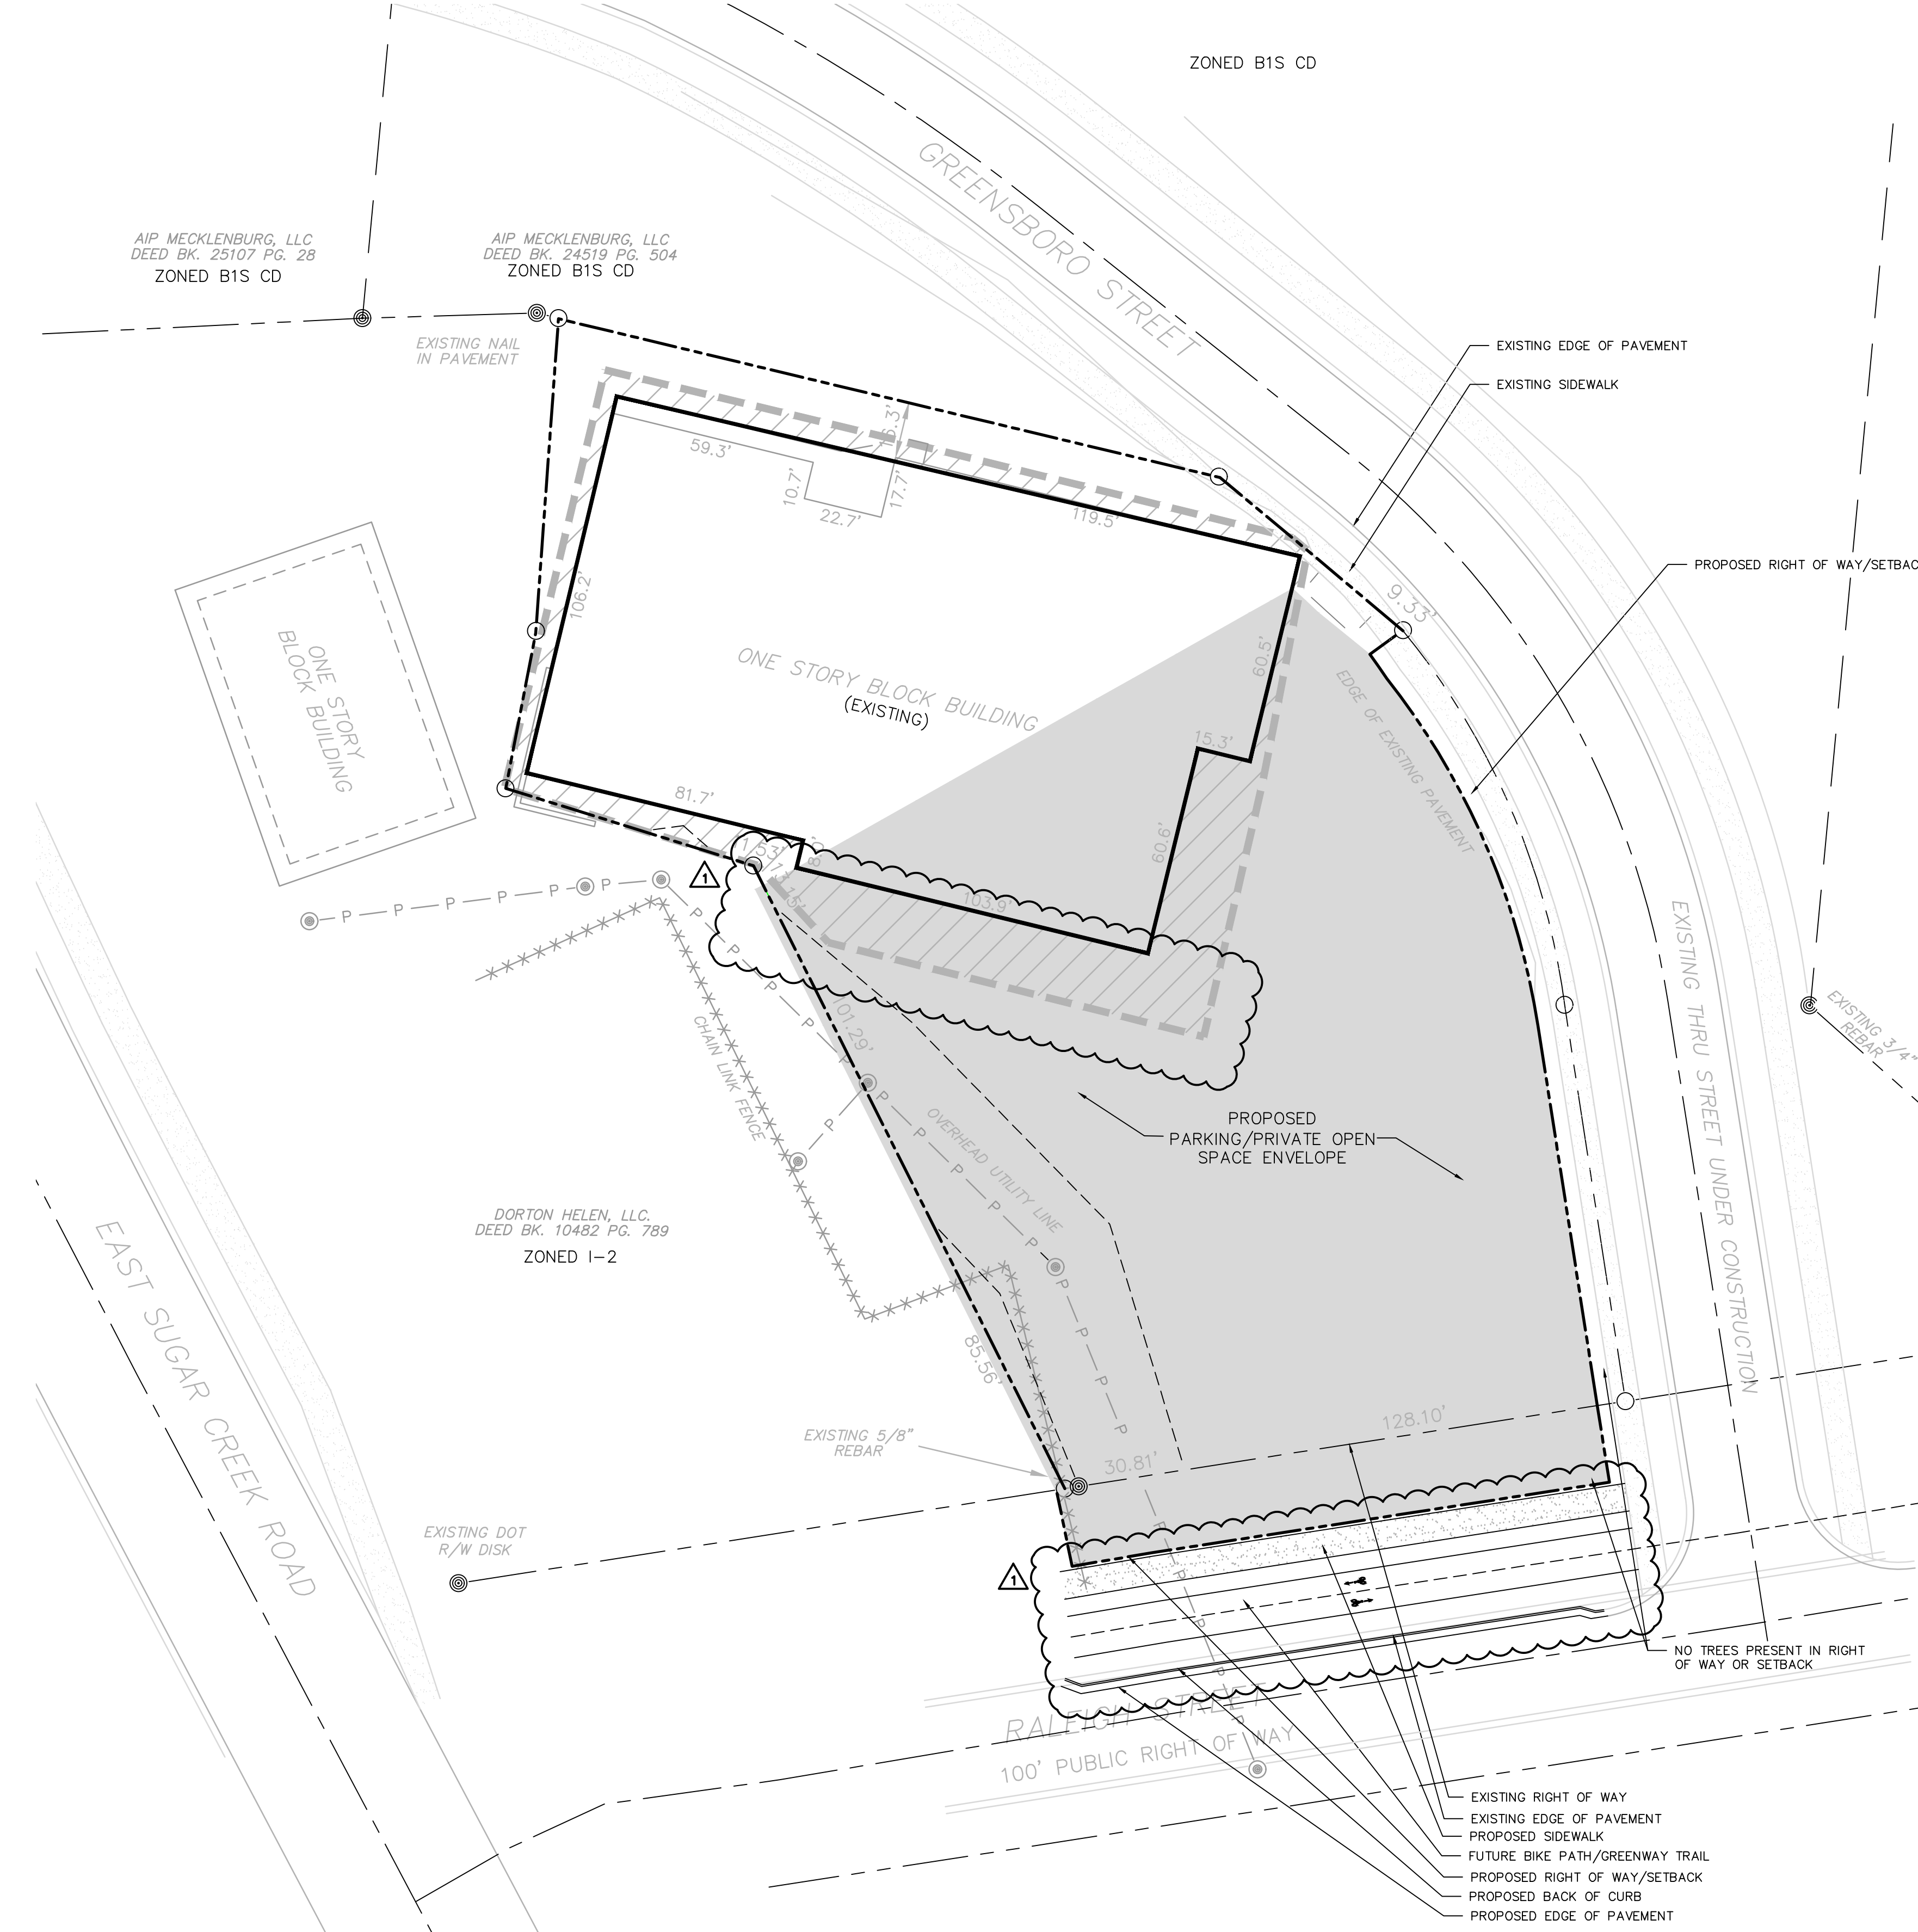 ZONED B1S CD
GREENSBORO STREET
AIP MECKLENBURG, LLC
DEED BK. 25107 PG. 28
ZONED B1S CD
AIP MECKLENBURG, LLC
DEED BK. 24519 PG. 504
ZONED B1S CD
EXISTING NAIL
IN PAVEMENT
EXISTING EDGE OF PAVEMENT
EXISTING SIDEWALK
59.3'
10.7'
22.7'
17.7'
119.5'
PROPOSED RIGHT OF WAY/SETBAC
106.2'
9.33'
ONE STORY
BLOCK BUILDING
ONE STORY BLOCK BUILDING
(EXISTING)
60.5'
15.3'
EDGE OF EXISTING PAVEMENT
81.7'
60.6'
1
103.9'
P P P P P P
101.29'
CHAIN LINK FENCE
OVERHEAD UTILITY LINE
EXISTING THRU STREET UNDER CONSTRUCTION
EXISTING 3/4"
REBAR
PROPOSED
PARKING/PRIVATE OPEN
SPACE ENVELOPE
DORTON HELEN, LLC.
DEED BK. 10482 PG. 789
ZONED I-2
EAST SUGAR CREEK ROAD
85.56'
EXISTING 5/8"
REBAR
30.81'
128.10'
EXISTING DOT
R/W DISK
1
NO TREES PRESENT IN RIGHT
OF WAY OR SETBACK
RALEIGH STREET
100' PUBLIC RIGHT OF WAY
EXISTING RIGHT OF WAY
EXISTING EDGE OF PAVEMENT
PROPOSED SIDEWALK
FUTURE BIKE PATH/GREENWAY TRAIL
PROPOSED RIGHT OF WAY/SETBACK
PROPOSED BACK OF CURB
PROPOSED EDGE OF PAVEMENT